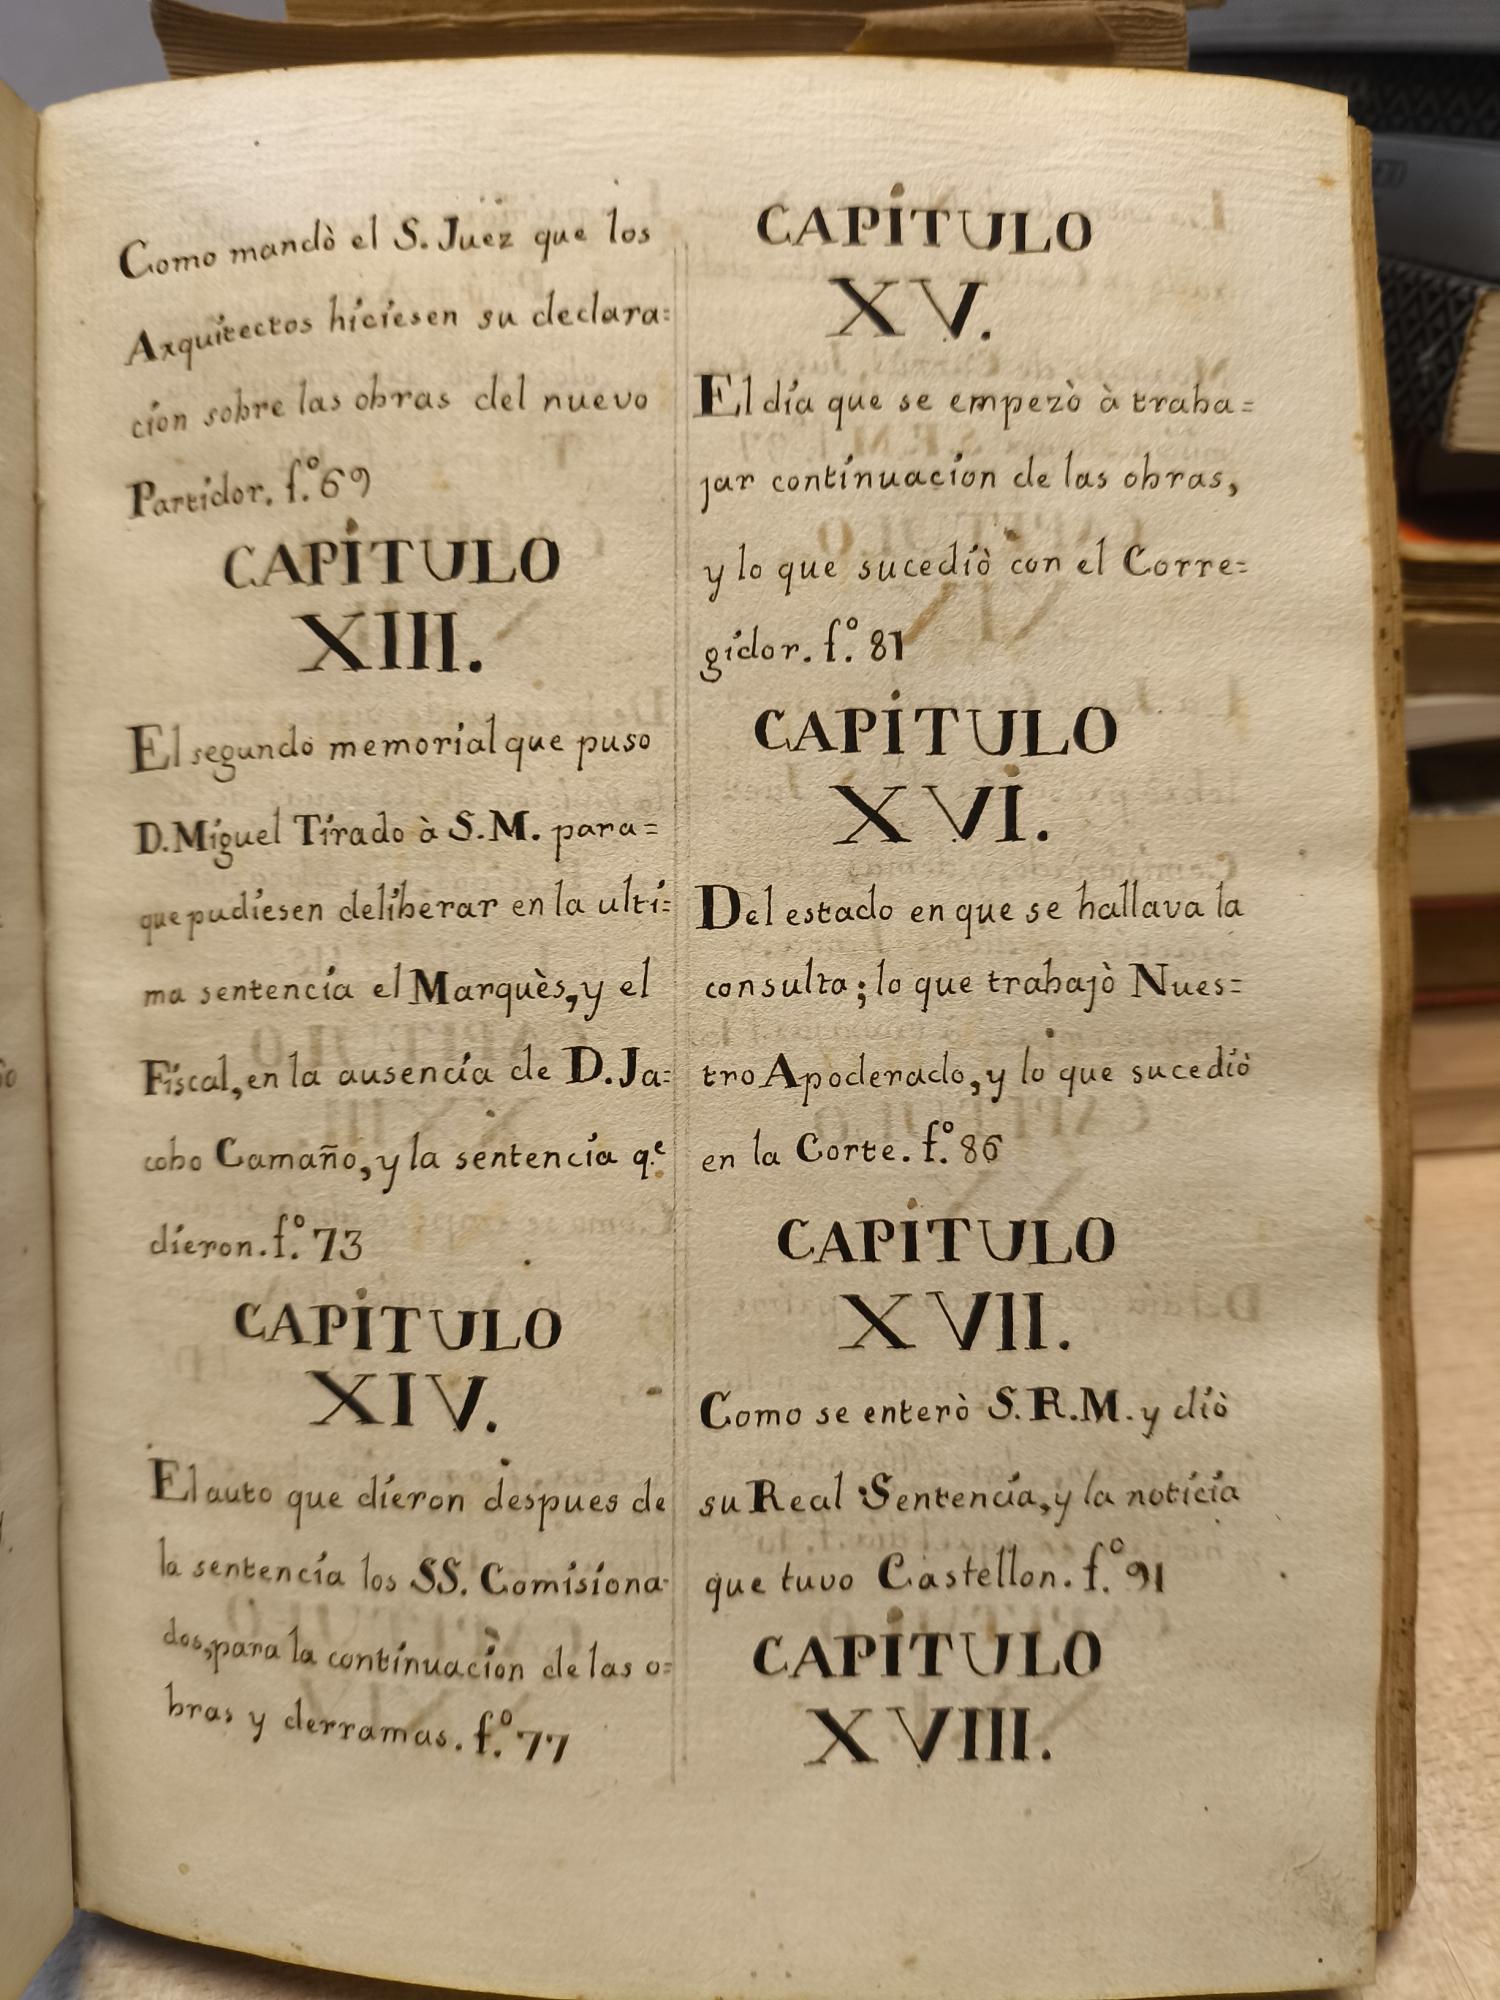 Como mandò el S. Juez que los
Arquitectos hiciesen su declara=
cion sobre las obras del nuevo
Partidor. f.º 69
CAPITULO
XIII.
El segundo memorial que puso
D. Miguel Tirado à S. M. para=
que pudiesen deliberar en la ulti=
ma sentencia el Marquès, y el
Fiscal, en la ausencia de D. Ja=
cobo Camaño, y la sentencia q.e
dieron. f.º 73
CAPITULO
XIV.
El auto que dieron despues de
la sentencia los SS. Comisiona-
dos, para la continuacion de las o=
bras y derramas. f.º 77
CAPITULO
XV.
El dia que se empezò à traba=
jar continuacion de las obras,
y lo que sucediò con el Corre=
gidor. f.º 81
CAPITULO
XVI.
Del estado en que se hallava la
consulta; lo que trabajò Nues=
tro Apoderado, y lo que sucediò
en la Corte. f.º 86
CAPITULO
XVII.
Como se enterò S. R. M. y diò
su Real Sentencia, y la noticia
que tuvo Castellon. f.º 91
CAPITULO
XVIII.